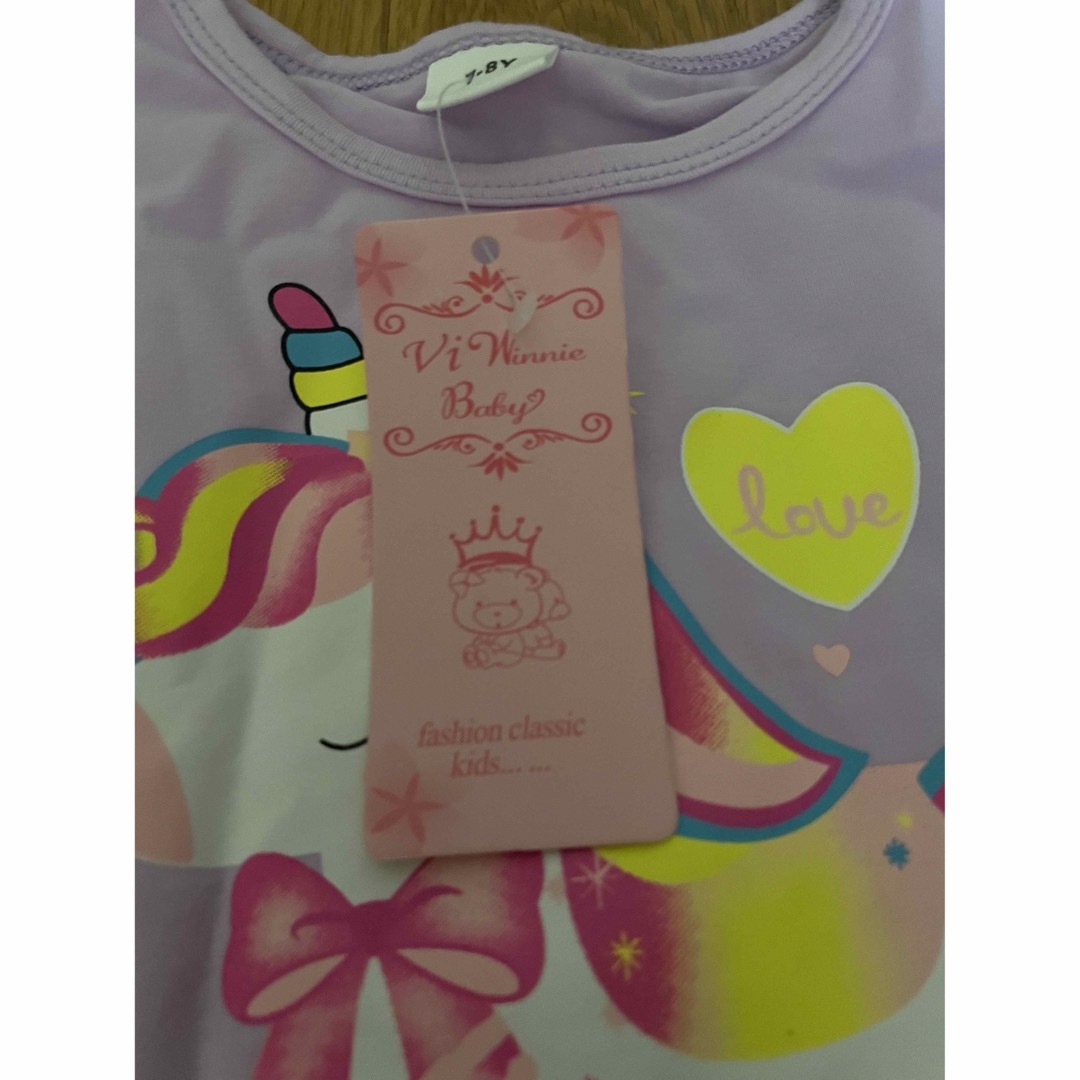 7-8Y
Vi Winnie
Baby
love
fashion classic
kids... ...